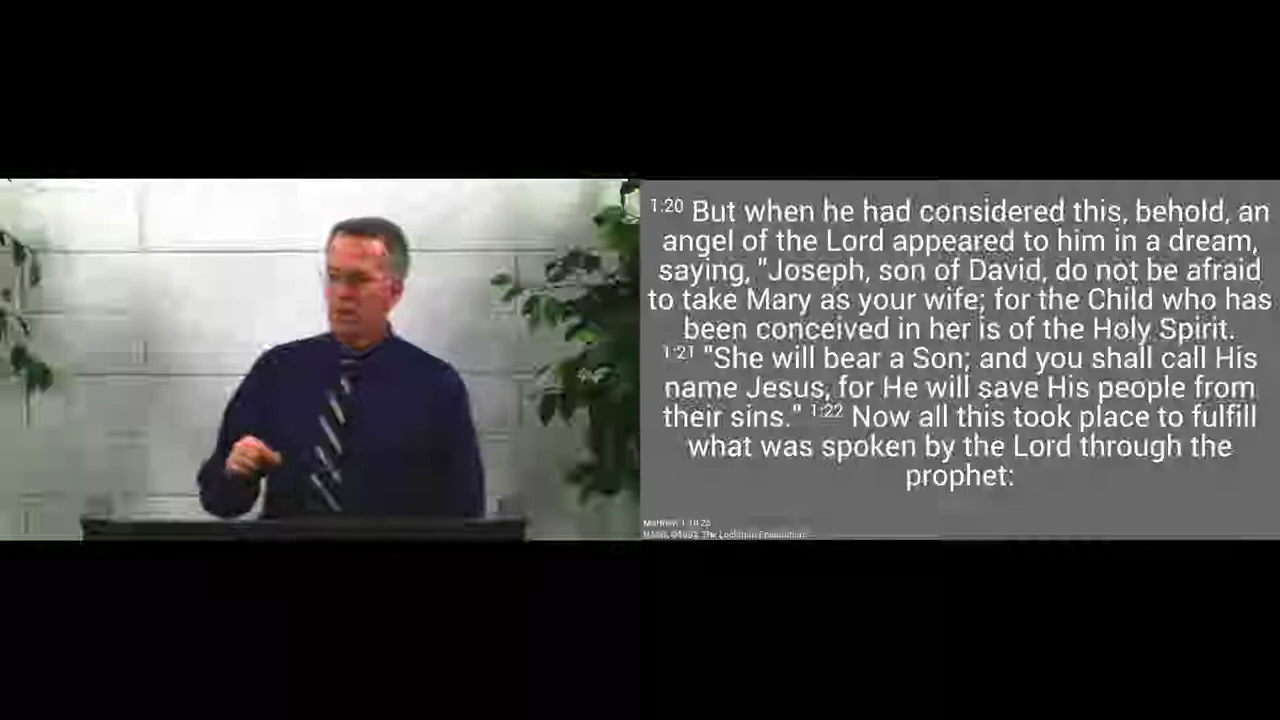 1:20 But when he had considered this, behold, an
angel of the Lord appeared to him in a dream,
saying, "Joseph, son of David, do not be afraid
to take Mary as your wife; for the Child who has
been conceived in her is of the Holy Spirit.
1:21 "She will bear a Son; and you shall call His
name Jesus, for He will save His people from
their sins." 1:22 Now all this took place to fulfill
what was spoken by the Lord through the
prophet:
Matthew
The Lockman Foundation